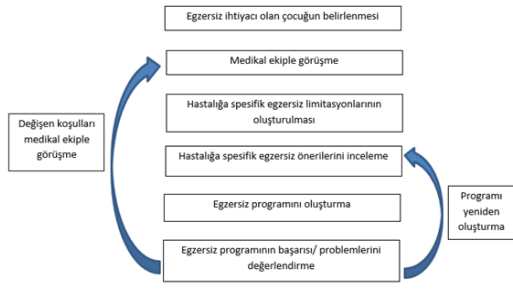 Egzersiz ihtiyacı olan çocuğun belirlenmesi
Medikal ekiple görüşme
Hastalığa spesifik egzersiz limitasyonlarının
oluşturulması
Değişen koşulları
medikal ekiple
görüşme
Hastalığa spesifik egzersiz önerilerini inceleme
Egzersiz programını oluşturma
Programı
yeniden
oluşturma
Egzersiz programının başarısı/ problemlerini
değerlendirme